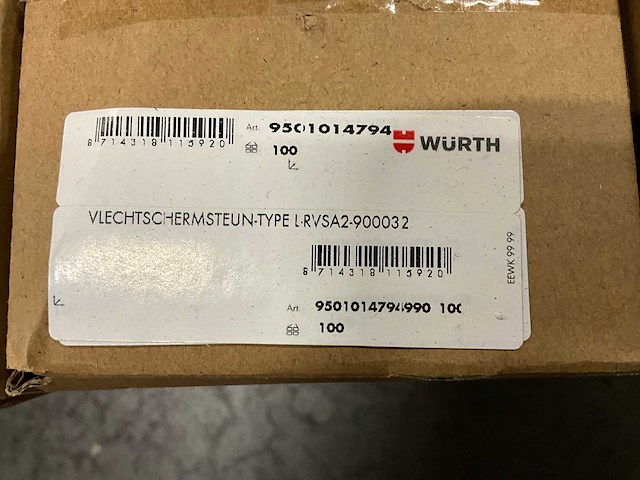 Art. 9501014794 WÜRTH
8 714318 115920
100
VLECHTSCHERMSTEUN-TYPE L-RVSA2-900032
8 714318 115920
EEWK 99 99
Art. 9501014794990 100
100